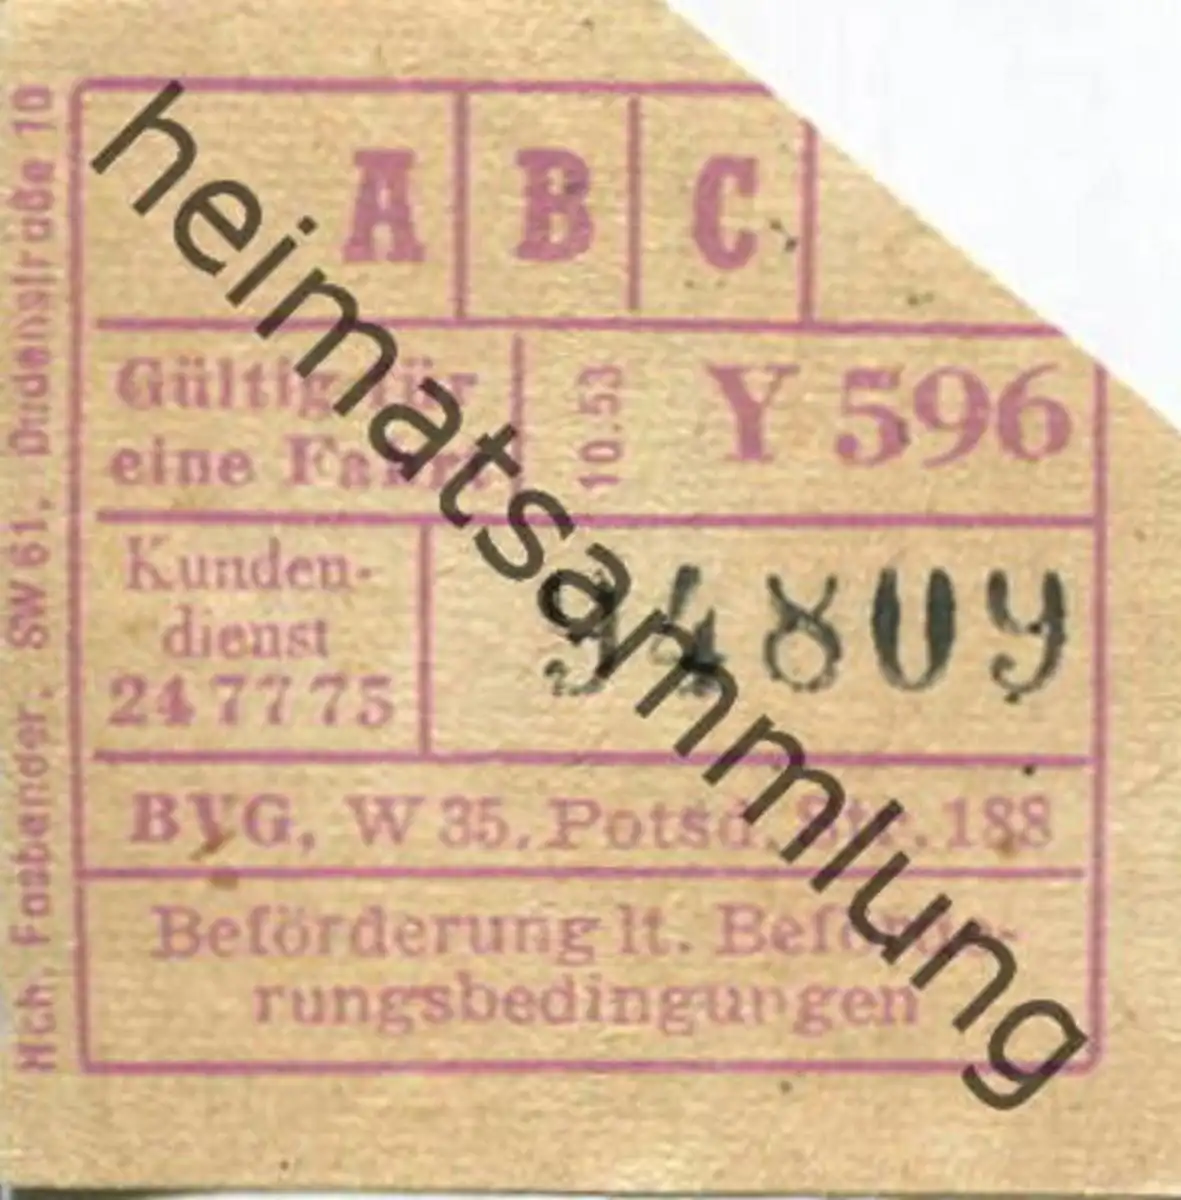 A B C
Gültig für
eine Fahrt
10.53
Y 596
Kunden-
dienst
24 77 75
BVG, W 35, Potsd. Str. 188
Beförderung lt. Beförde-
rungsbedingungen
Hch. Fasbender, SW 61, Dudenstraße 10
heimatsammlung